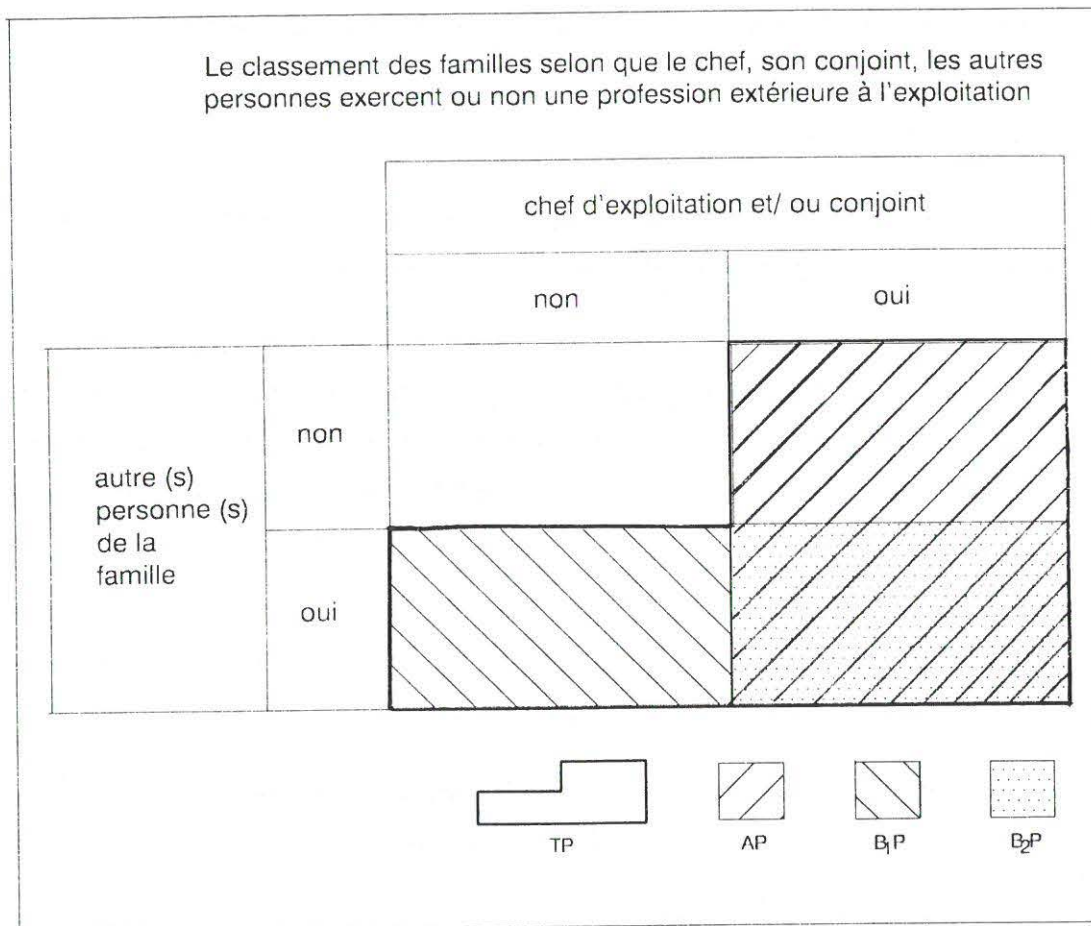 Le classement des familles selon que le chef, son conjoint, les autres
personnes exercent ou non une profession extérieure à l'exploitation
chef d'exploitation et/ ou conjoint
non
oui
autre (s)
personne (s)
de la
famille
non
oui
TP
AP
B₁P
B₂P